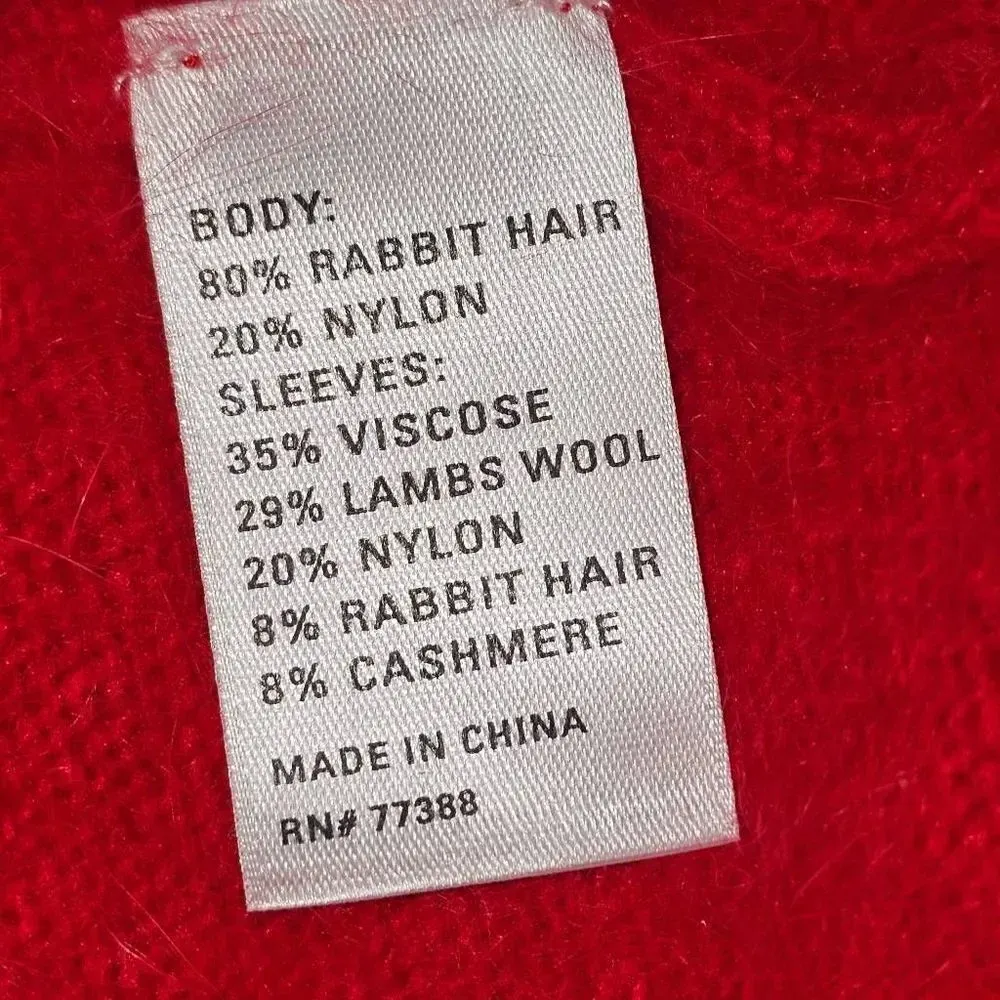 BODY:
80% RABBIT HAIR
20% NYLON
SLEEVES:
35% VISCOSE
29% LAMBS WOOL
20% NYLON
8% RABBIT HAIR
8% CASHMERE
MADE IN CHINA
RN# 77388